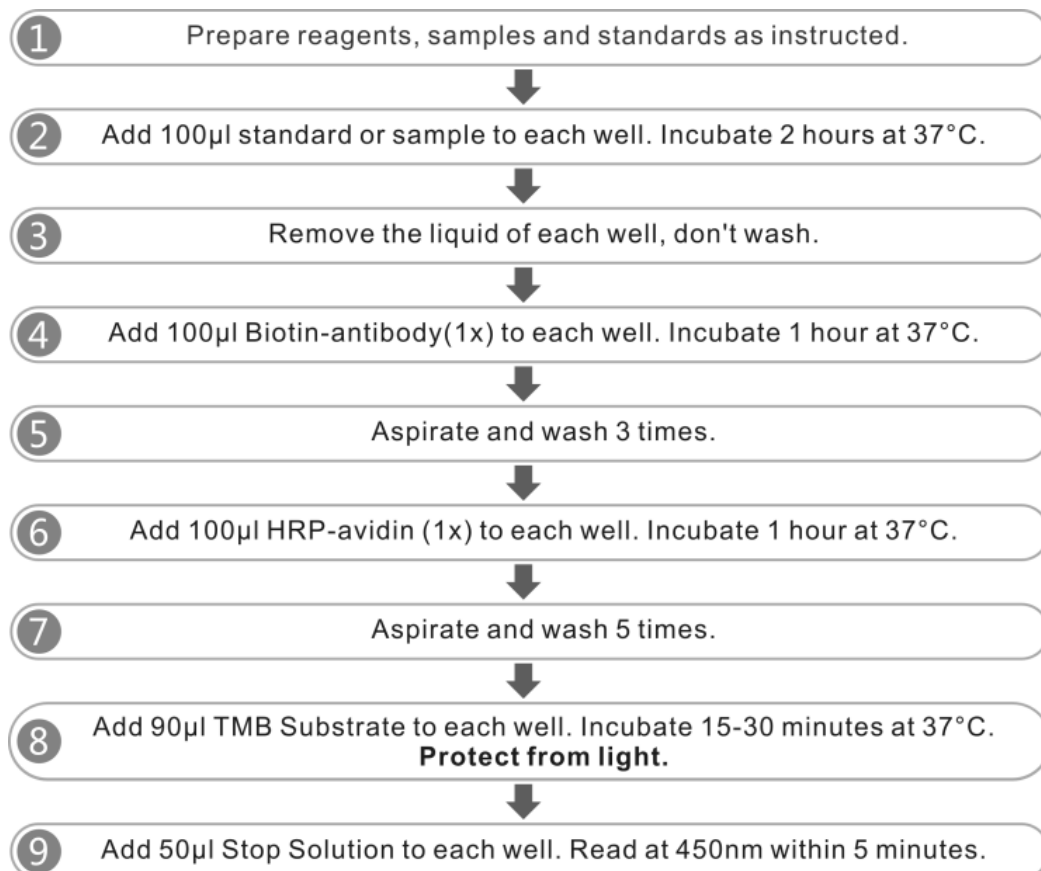 1 Prepare reagents, samples and standards as instructed.
2 Add 100µl standard or sample to each well. Incubate 2 hours at 37°C.
3 Remove the liquid of each well, don't wash.
4 Add 100µl Biotin-antibody(1x) to each well. Incubate 1 hour at 37°C.
5 Aspirate and wash 3 times.
6 Add 100µl HRP-avidin (1x) to each well. Incubate 1 hour at 37°C.
7 Aspirate and wash 5 times.
8 Add 90µl TMB Substrate to each well. Incubate 15-30 minutes at 37°C.
Protect from light.
9 Add 50µl Stop Solution to each well. Read at 450nm within 5 minutes.